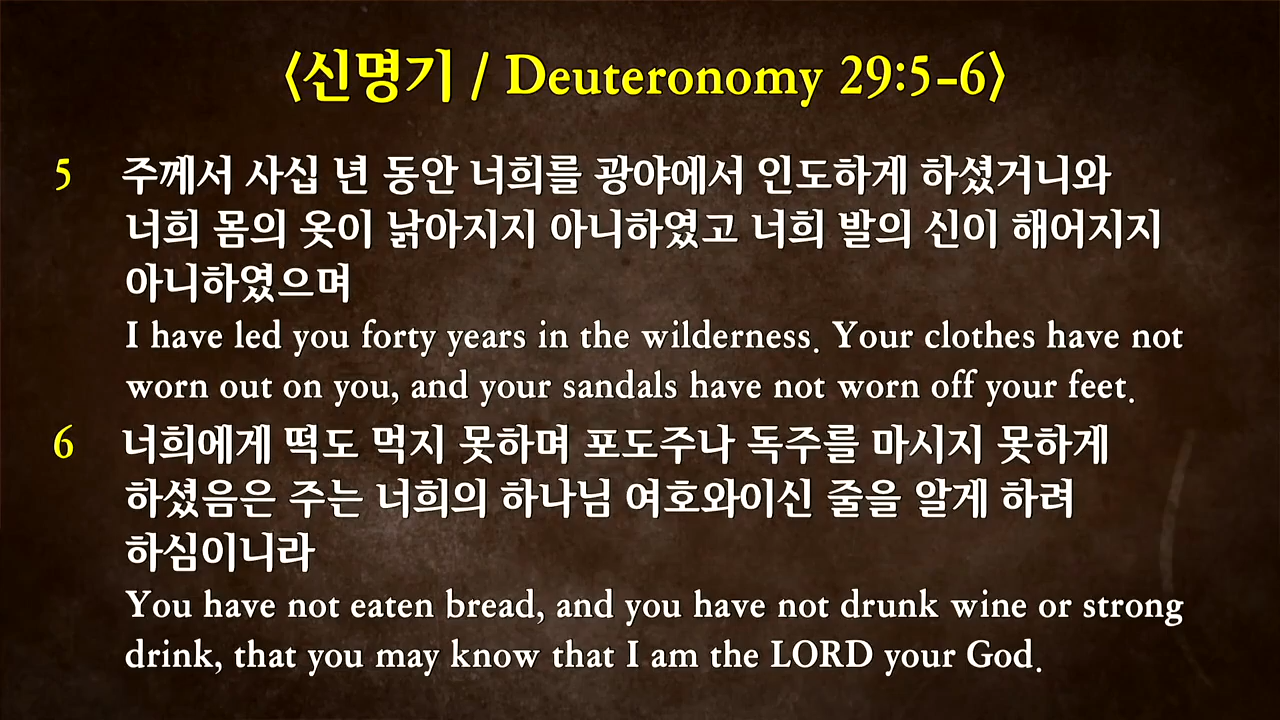 〈신명기 / Deuteronomy 29:5-6〉
5 주께서 사십 년 동안 너희를 광야에서 인도하게 하셨거니와
너희 몸의 옷이 낡아지지 아니하였고 너희 발의 신이 해어지지
아니하였으며
I have led you forty years in the wilderness. Your clothes have not
worn out on you, and your sandals have not worn off your feet.
6 너희에게 떡도 먹지 못하며 포도주나 독주를 마시지 못하게
하셨음은 주는 너희의 하나님 여호와이신 줄을 알게 하려
하심이니라
You have not eaten bread, and you have not drunk wine or strong
drink, that you may know that I am the LORD your God.